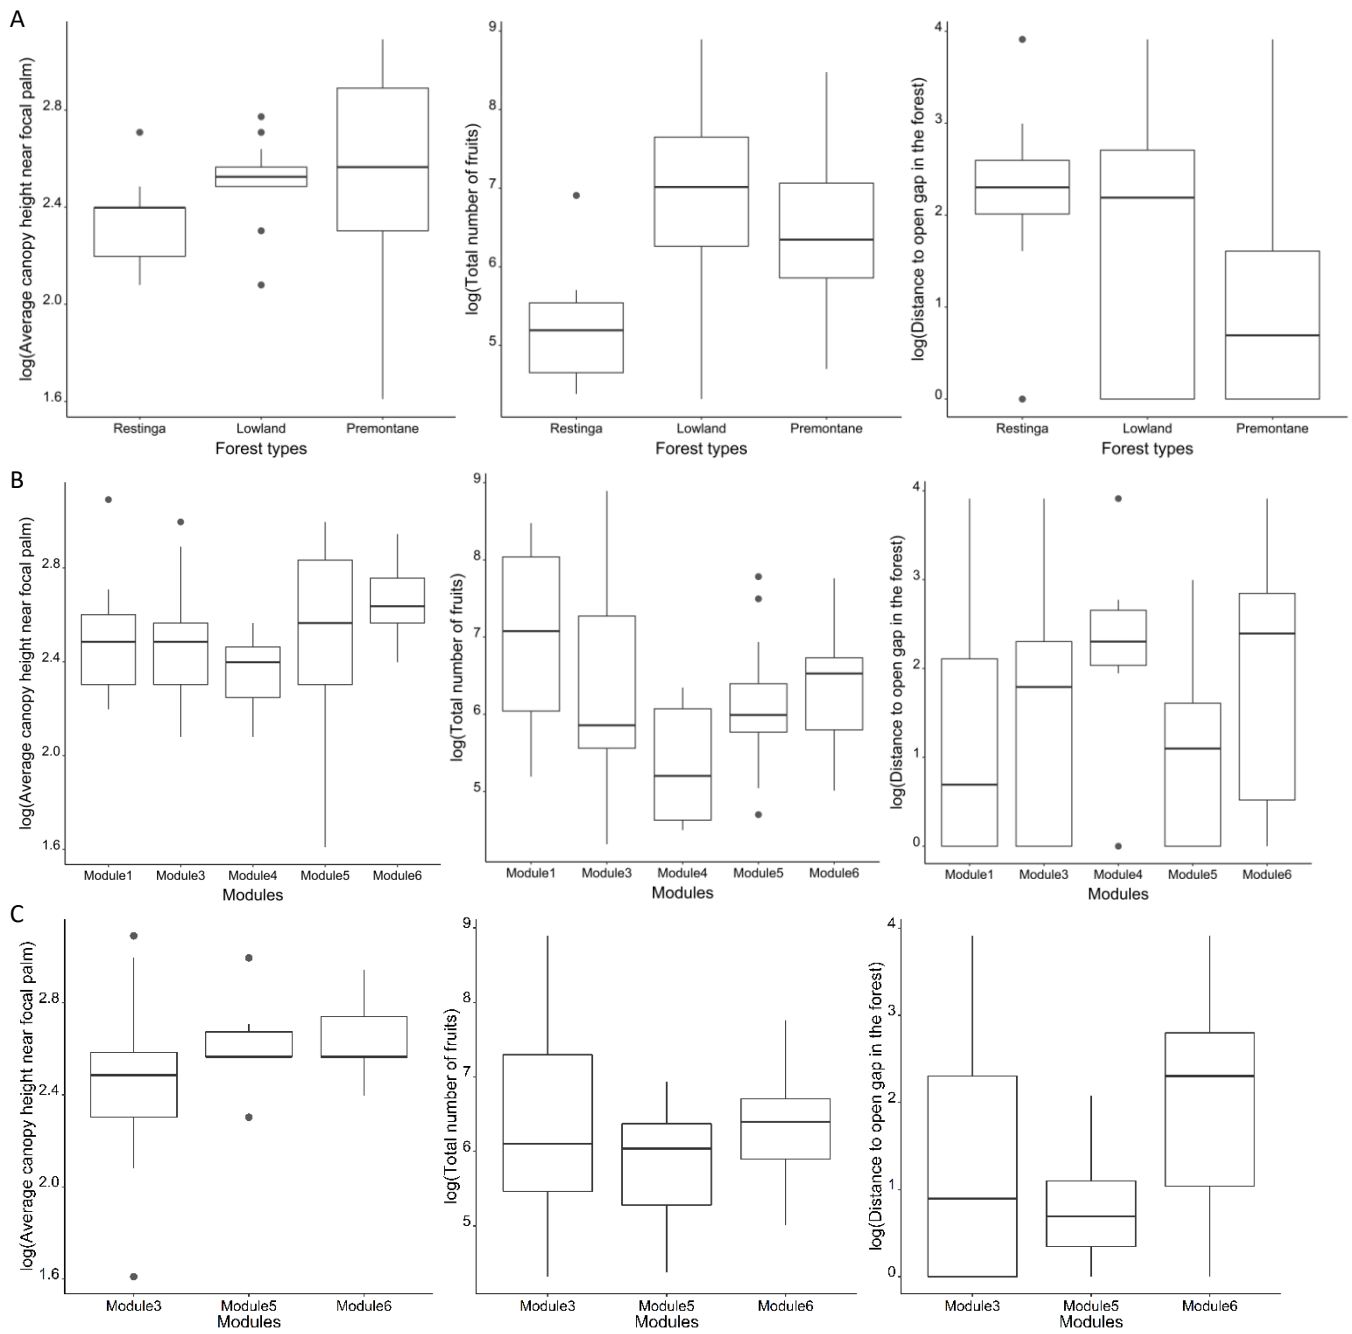 A
log(Average canopy height near focal palm)
2.8
2.4
2.0
1.6
Restinga Lowland Premontane
Forest types
log(Total number of fruits)
9
8
7
6
5
Restinga Lowland Premontane
Forest types
log(Distance to open gap in the forest)
4
3
2
1
0
Restinga Lowland Premontane
Forest types
B
log(Average canopy height near focal palm)
2.8
2.4
2.0
1.6
Module1 Module3 Module4 Module5 Module6
Modules
log(Total number of fruits)
9
8
7
6
5
Module1 Module3 Module4 Module5 Module6
Modules
log(Distance to open gap in the forest)
4
3
2
1
0
Module1 Module3 Module4 Module5 Module6
Modules
C
log(Average canopy height near focal palm)
2.8
2.4
2.0
1.6
Module3 Module5 Module6
Modules
log(Total number of fruits)
9
8
7
6
5
Module3 Module5 Module6
Modules
log(Distance to open gap in the forest)
4
3
2
1
0
Module3 Module5 Module6
Modules